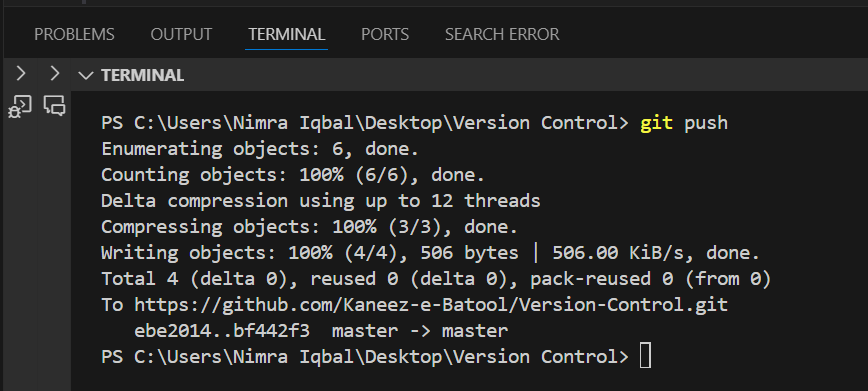 PROBLEMS OUTPUT TERMINAL PORTS SEARCH ERROR
TERMINAL
PS C:\Users\Nimra Iqbal\Desktop\Version Control> git push
Enumerating objects: 6, done.
Counting objects: 100% (6/6), done.
Delta compression using up to 12 threads
Compressing objects: 100% (3/3), done.
Writing objects: 100% (4/4), 506 bytes | 506.00 KiB/s, done.
Total 4 (delta 0), reused 0 (delta 0), pack-reused 0 (from 0)
To https://github.com/Kaneez-e-Batool/Version-Control.git
   ebe2014..bf442f3  master -> master
PS C:\Users\Nimra Iqbal\Desktop\Version Control>